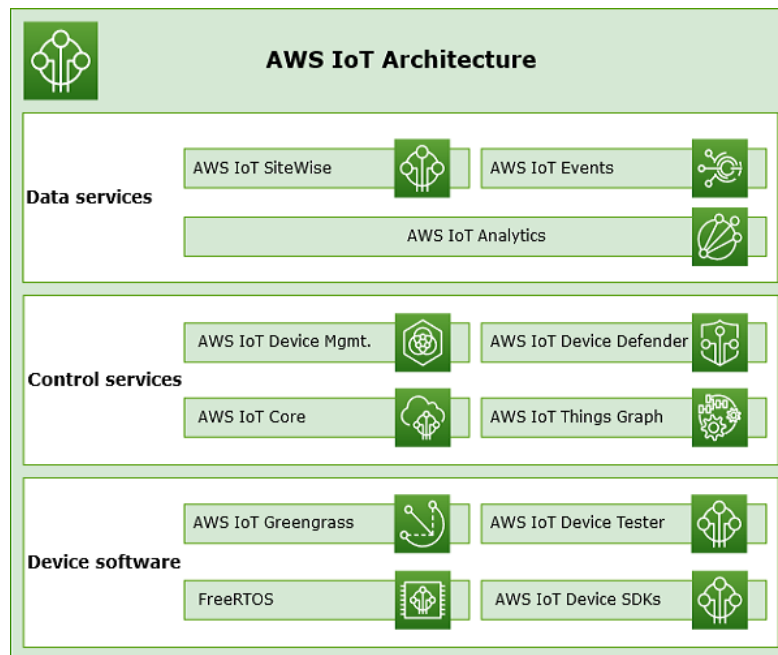 AWS IoT Architecture
Data services
AWS IoT SiteWise
AWS IoT Events
AWS IoT Analytics
Control services
AWS IoT Device Mgmt.
AWS IoT Device Defender
AWS IoT Core
AWS IoT Things Graph
Device software
AWS IoT Greengrass
AWS IoT Device Tester
FreeRTOS
AWS IoT Device SDKs